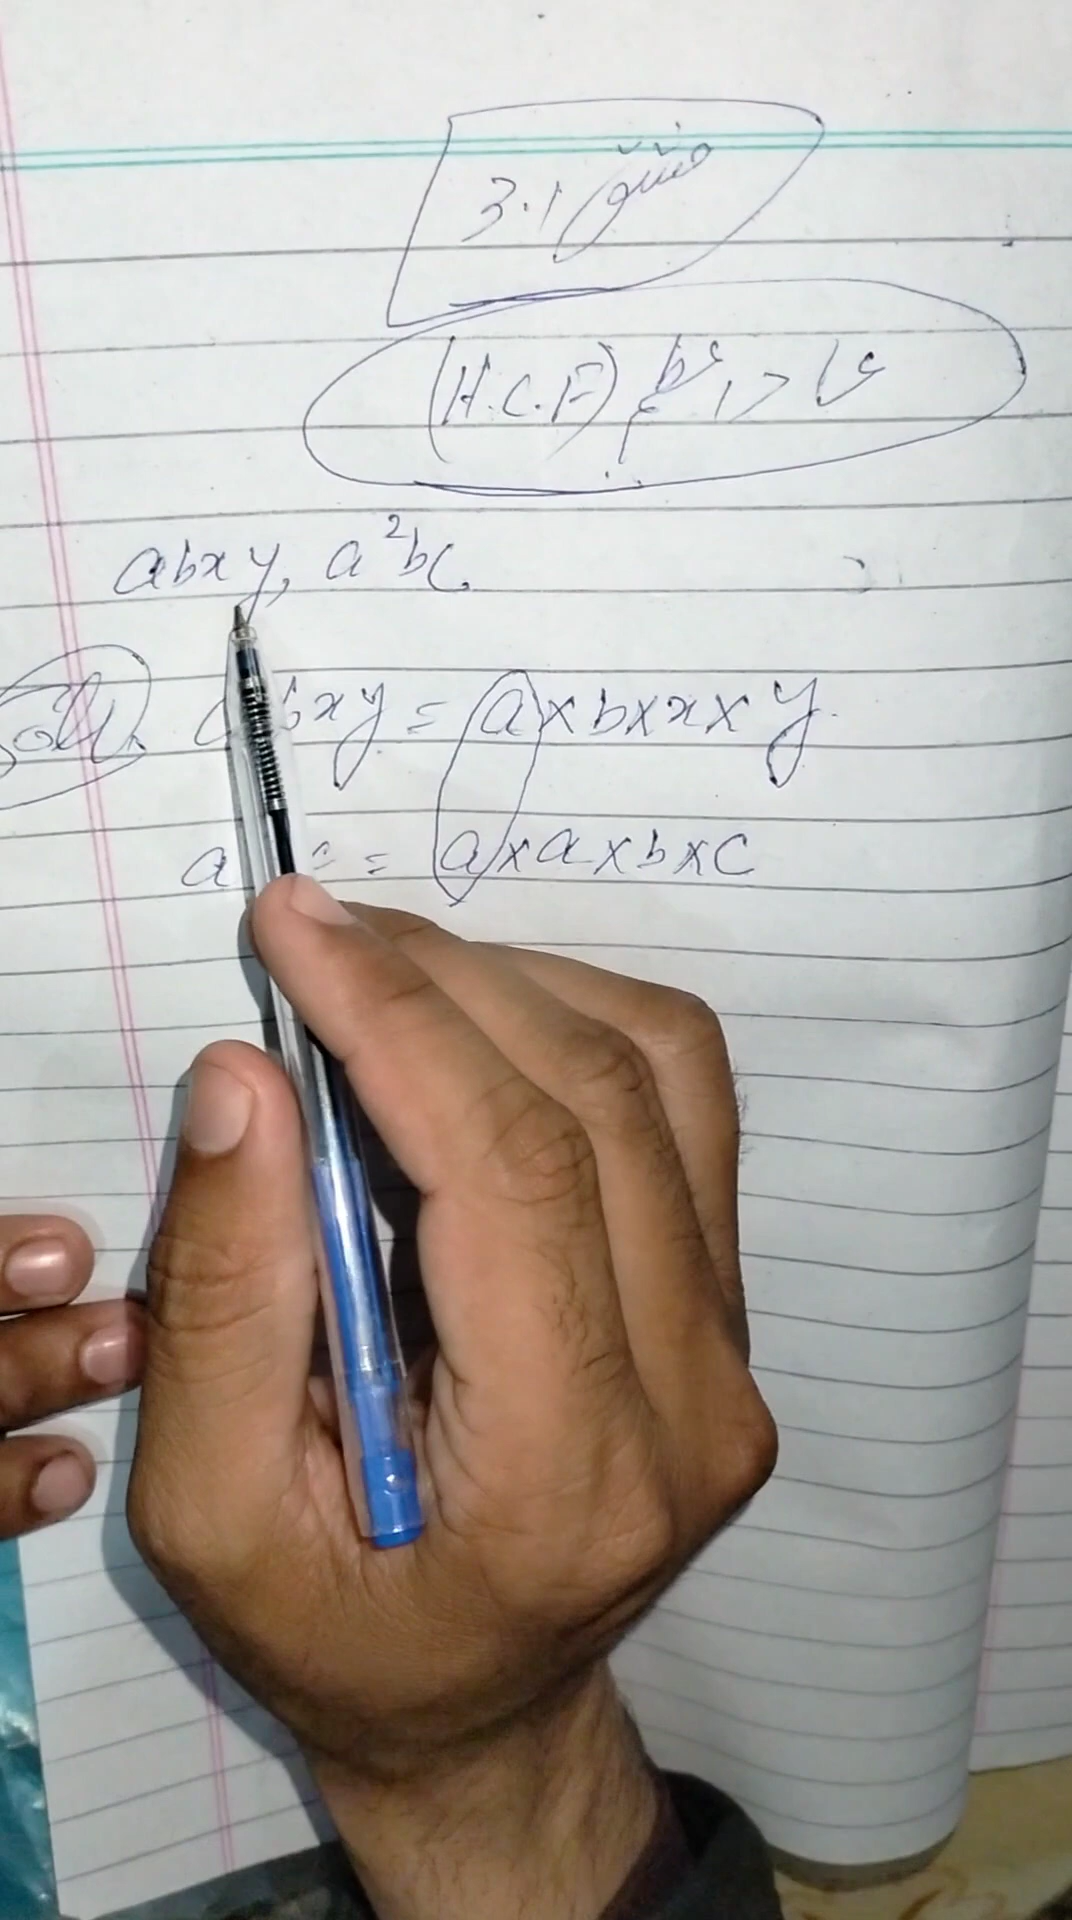 مشق 3.1
عاد اعظم (H.C.F)
abxy, a²bc
Sol: abxy = a×b×x×y
a c = a×a×b×c